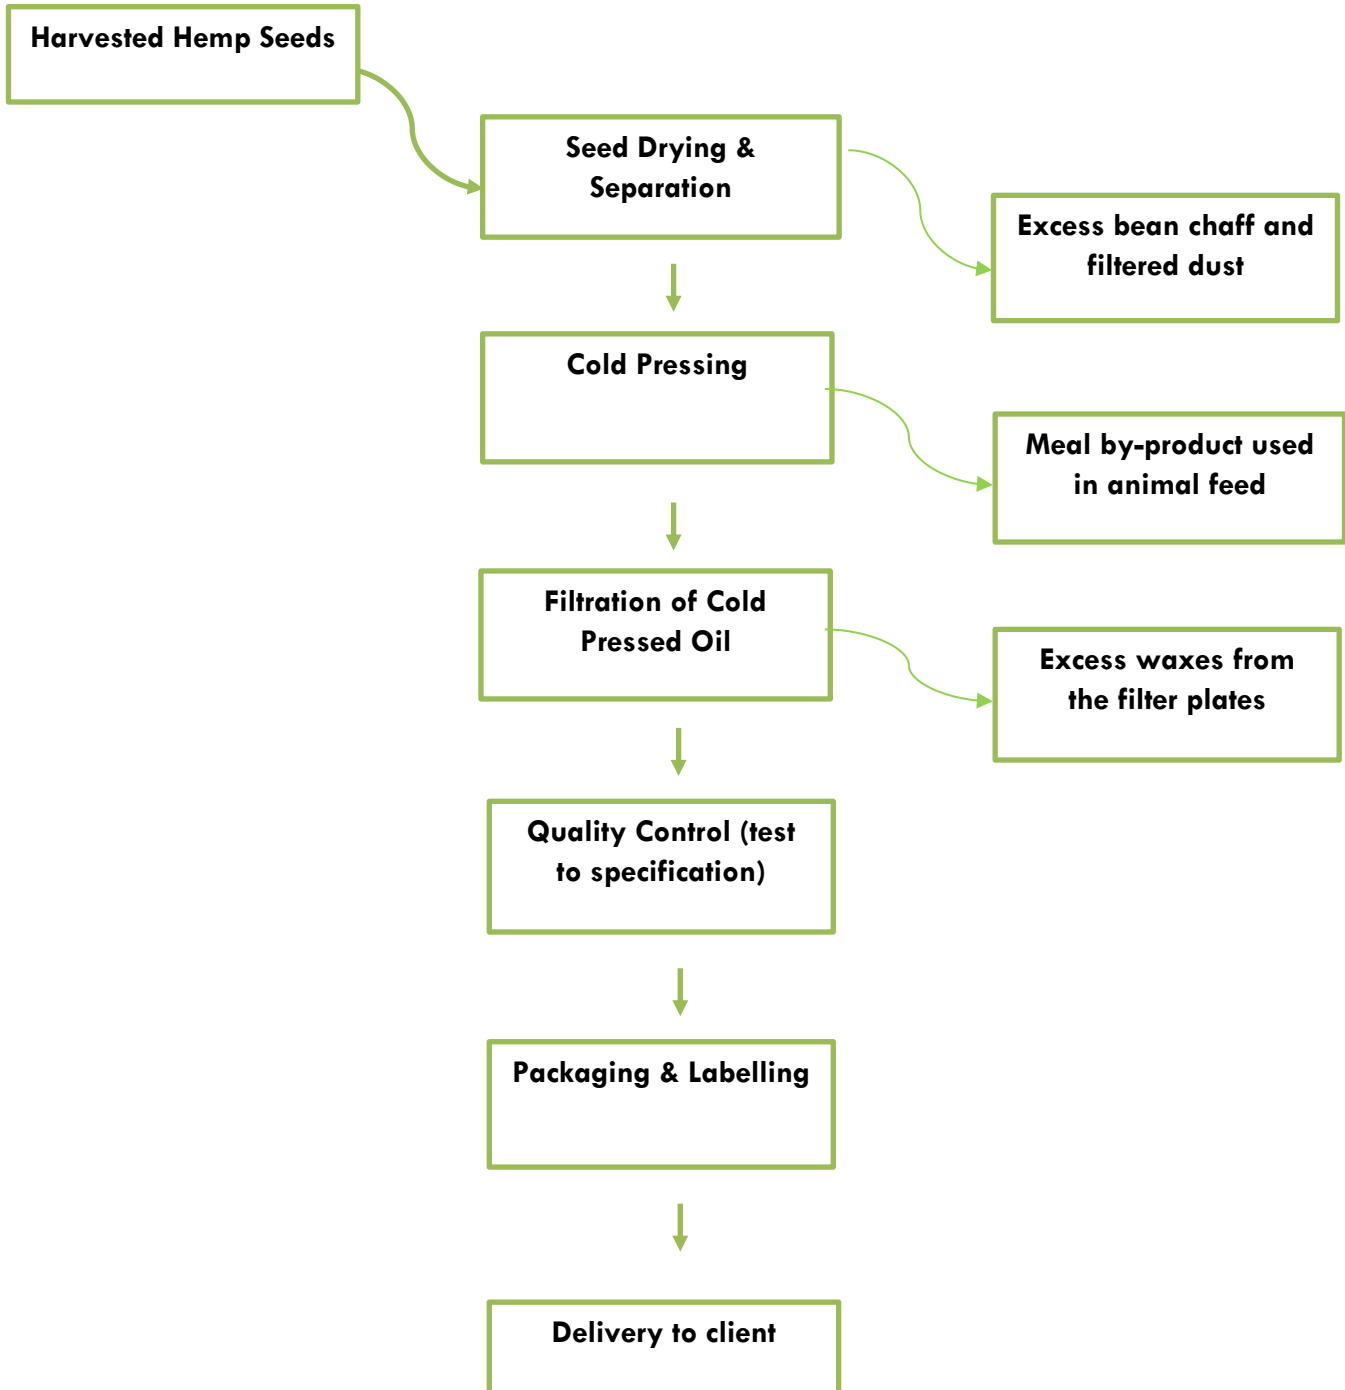 Harvested Hemp Seeds
Seed Drying &
Separation
Excess bean chaff and
filtered dust
Cold Pressing
Meal by-product used
in animal feed
Filtration of Cold
Pressed Oil
Excess waxes from
the filter plates
Quality Control (test
to specification)
Packaging & Labelling
Delivery to client